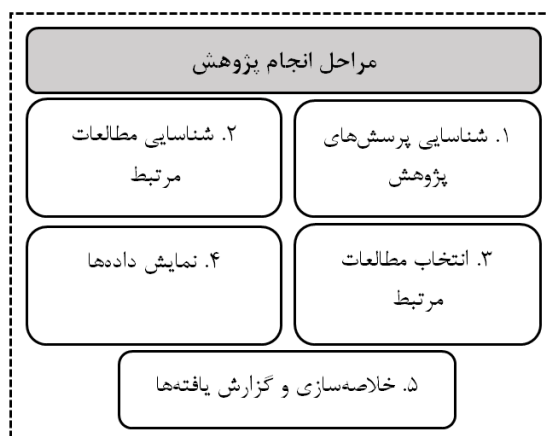 مراحل انجام پژوهش
۱. شناسایی پرسش‌های
پژوهش
۲. شناسایی مطالعات
مرتبط
۳. انتخاب مطالعات
مرتبط
۴. نمایش داده‌ها
۵. خلاصه‌سازی و گزارش یافته‌ها